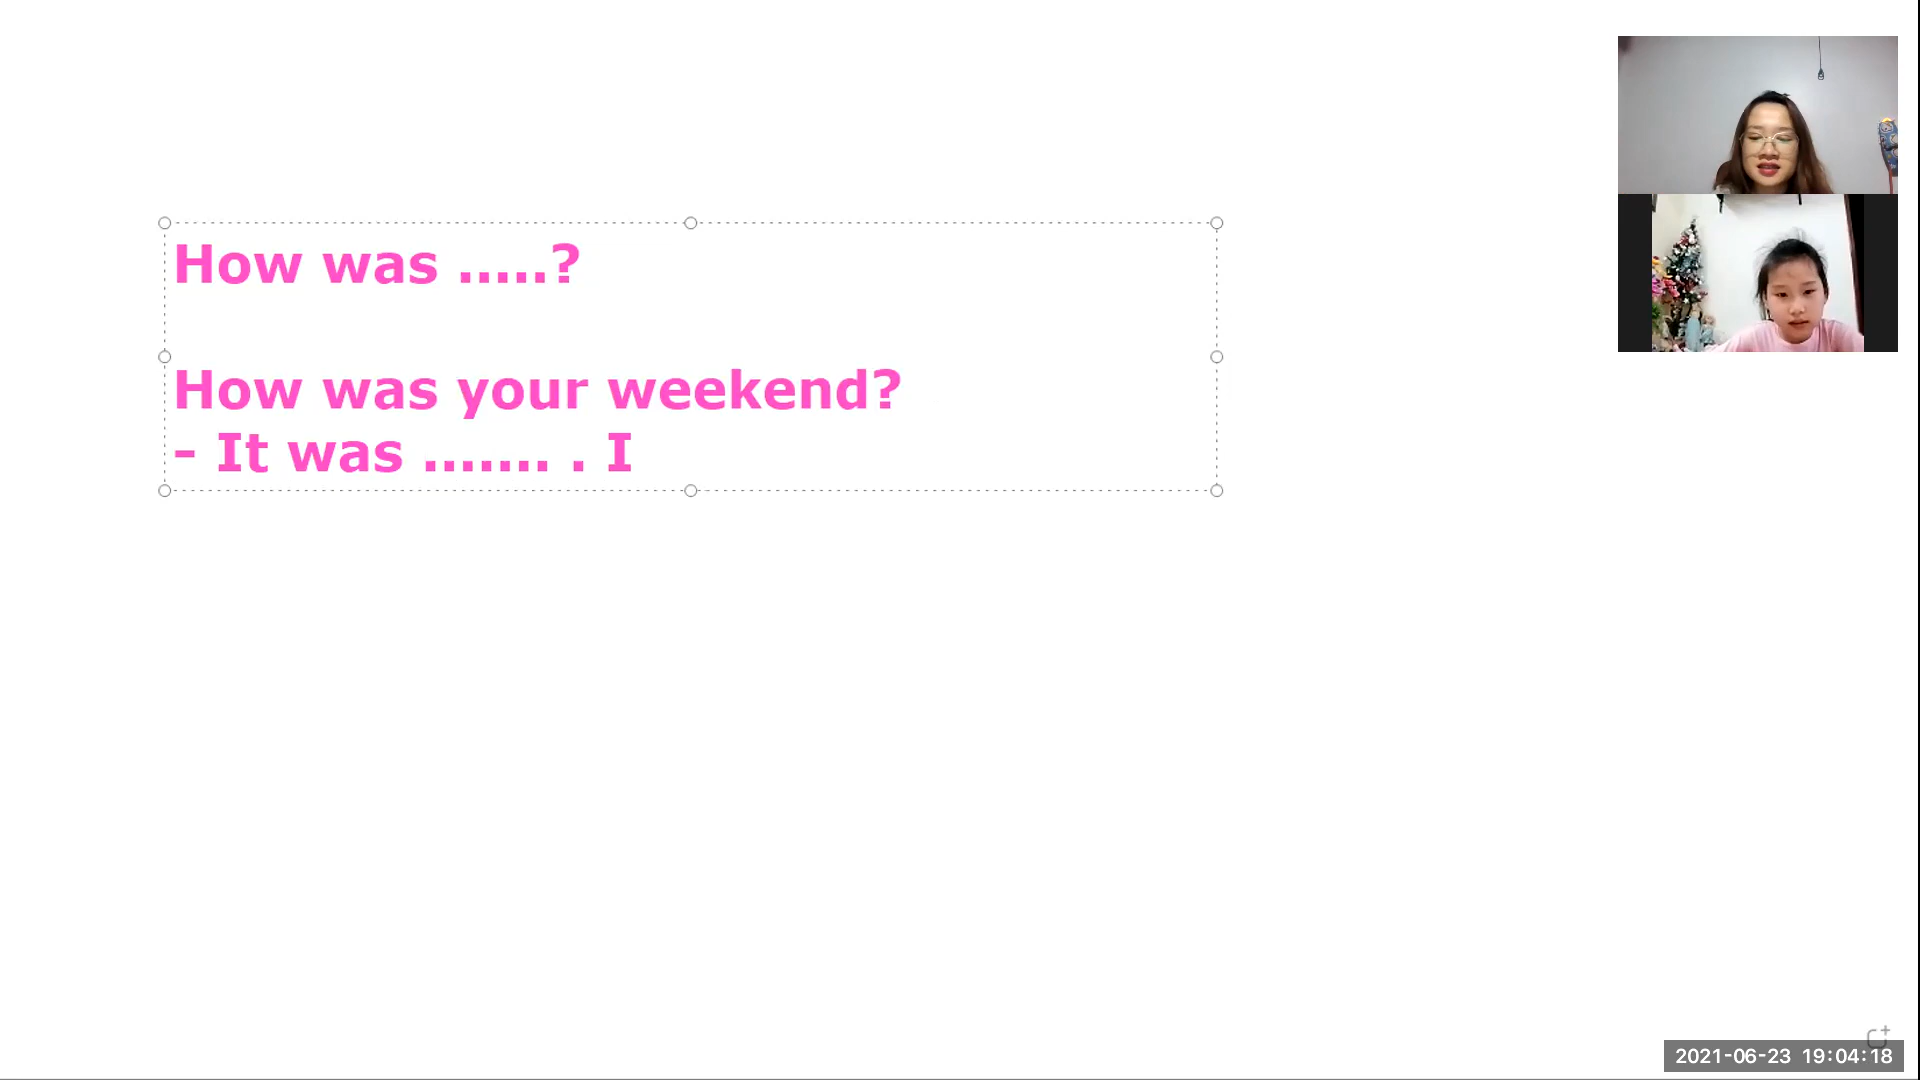 How was .....?
How was your weekend?
- It was ....... . I
2021-06-23 19:04:18